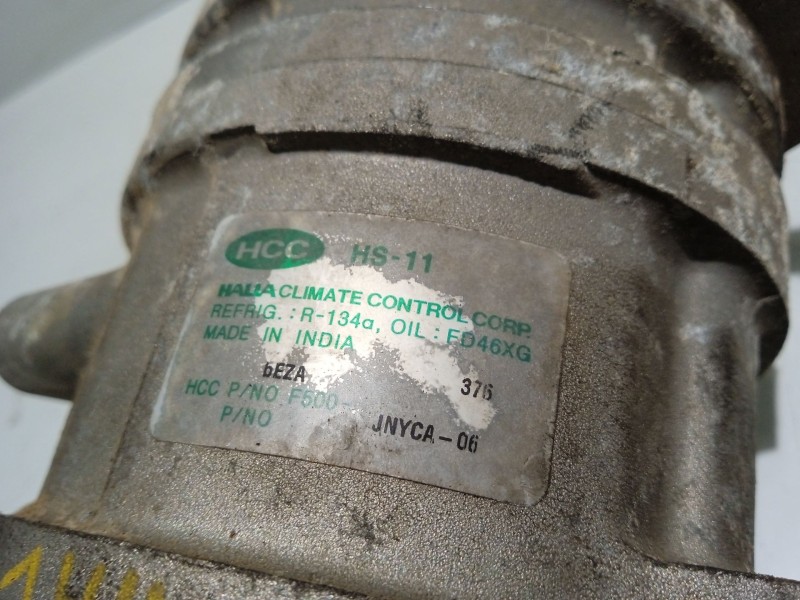 HCC HS-11
HALLA CLIMATE CONTROL CORP
REFRIG. : R-134a, OIL : FD46XG
MADE IN INDIA
6EZA 376
HCC P/NO F500-
P/NO JNYCA-06